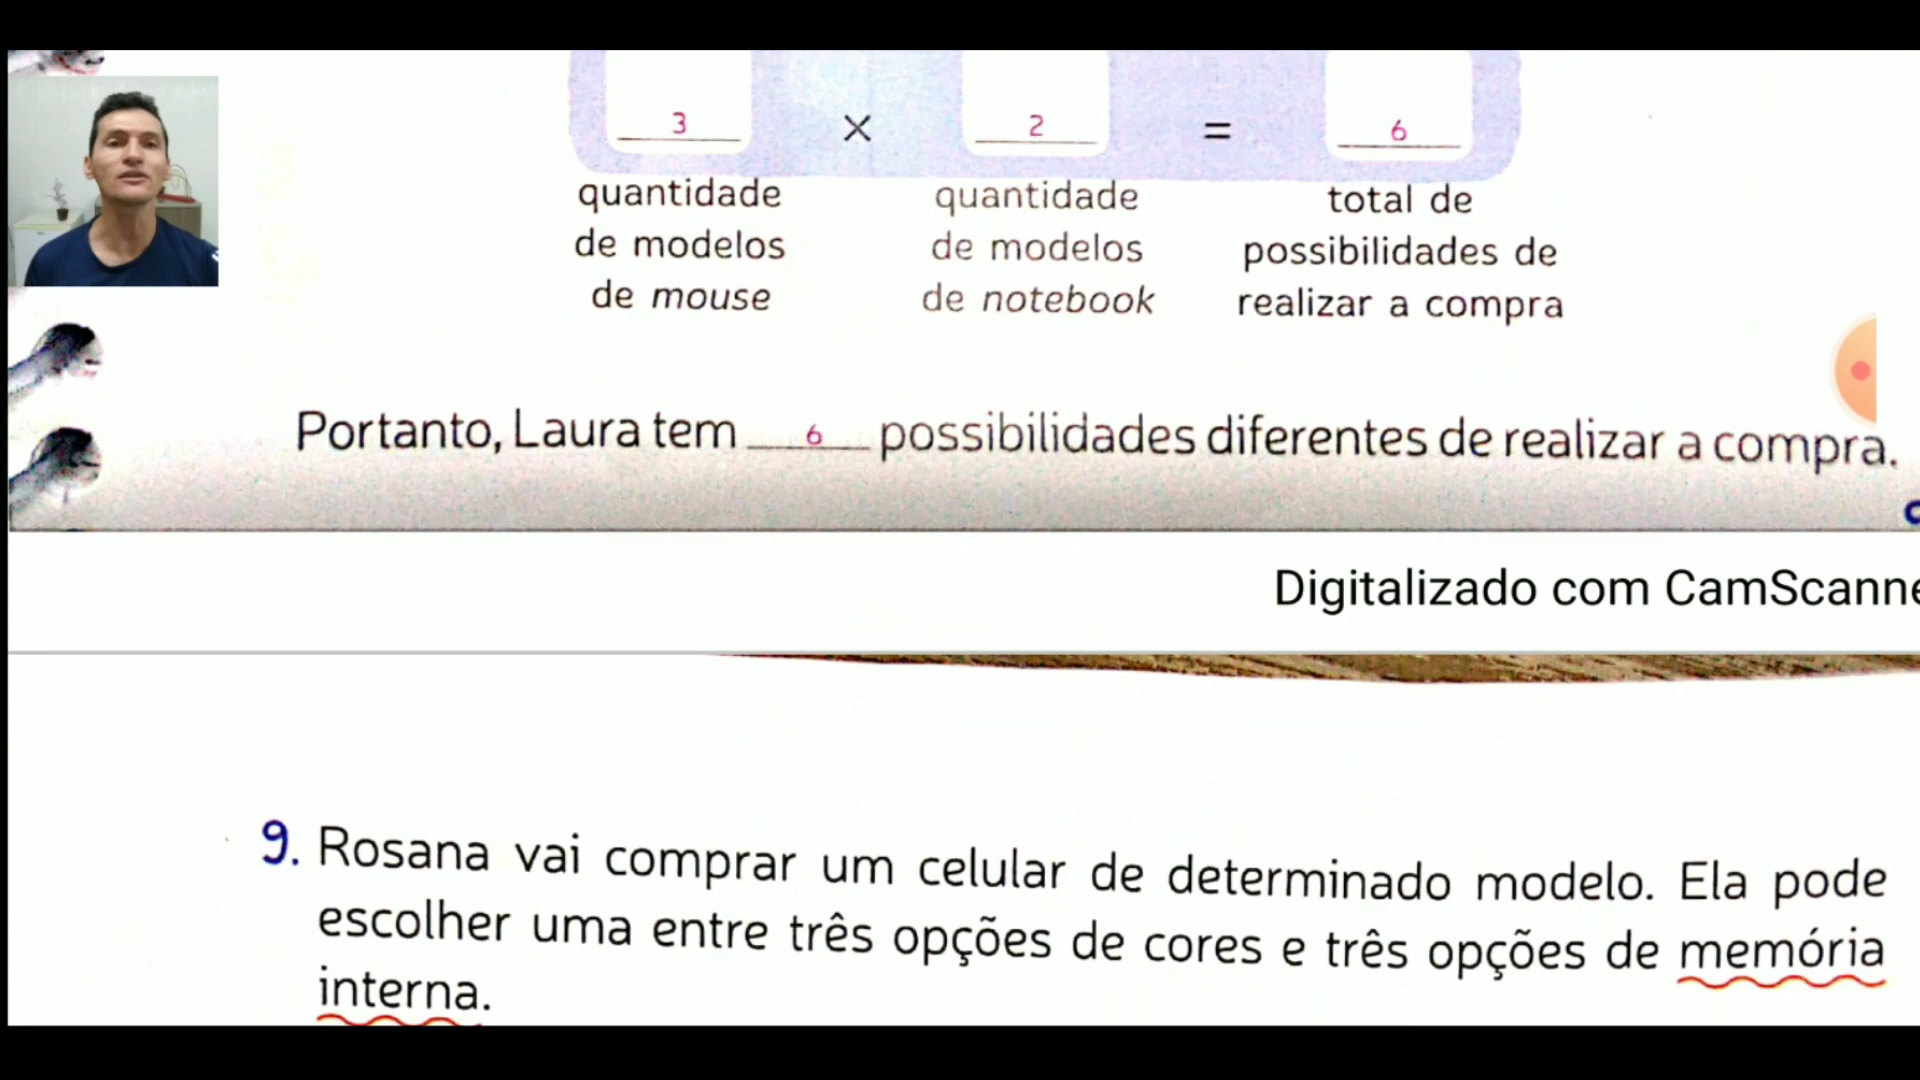 3 × 2 = 6
quantidade de modelos de mouse
quantidade de modelos de notebook
total de possibilidades de realizar a compra
Portanto, Laura tem 6 possibilidades diferentes de realizar a compra.
Digitalizado com CamScanne
9. Rosana vai comprar um celular de determinado modelo. Ela pode
escolher uma entre três opções de cores e três opções de memória
interna.